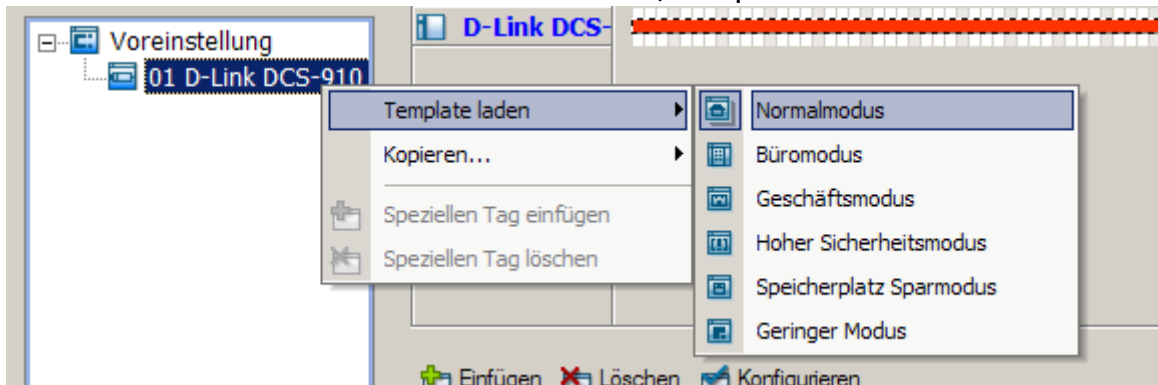 Voreinstellung
01 D-Link DCS-910
D-Link DCS-
Template laden
Kopieren...
Speziellen Tag einfügen
Speziellen Tag löschen
Normalmodus
Büromodus
Geschäftsmodus
Hoher Sicherheitsmodus
Speicherplatz Sparmodus
Geringer Modus
Einfügen Löschen Konfigurieren